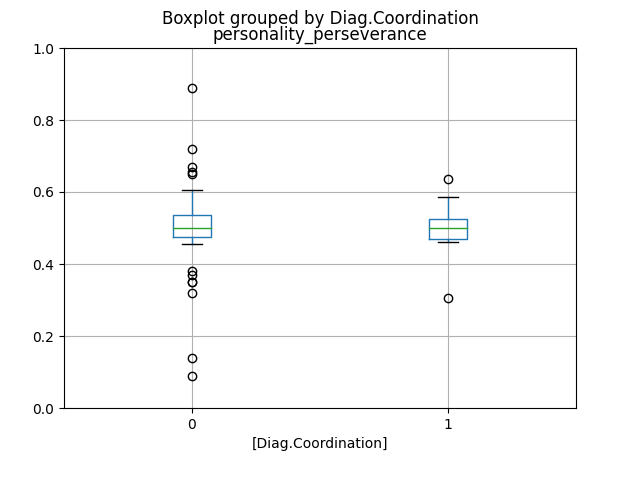 Boxplot grouped by Diag.Coordination
personality_perseverance
1.0
0.8
0.6
0.4
0.2
0.0
0 1
[Diag.Coordination]